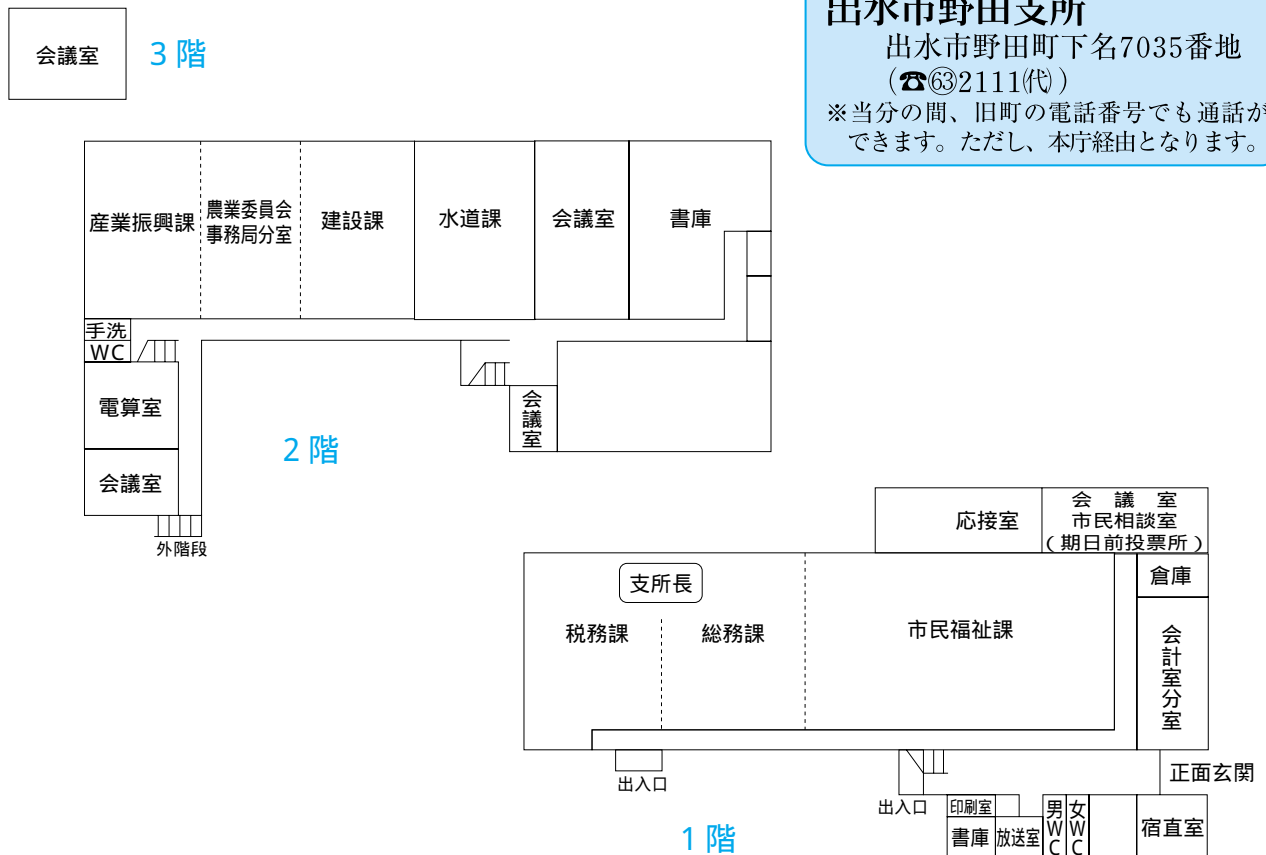 出水市野田支所
出水市野田町下名7035番地
(☎㊿2111㈹)
※当分の間、旧町の電話番号でも通話が
できます。ただし、本庁経由となります。
会議室
3階
産業振興課
農業委員会
事務局分室
建設課
水道課
会議室
書庫
手洗
WC
電算室
会議室
外階段
会議室
2階
応接室
会議室
市民相談室
(期日前投票所)
支所長
税務課
総務課
市民福祉課
倉庫
会計室分室
出入口
出入口
正面玄関
印刷室
書庫
放送室
男WC
女WC
宿直室
1階